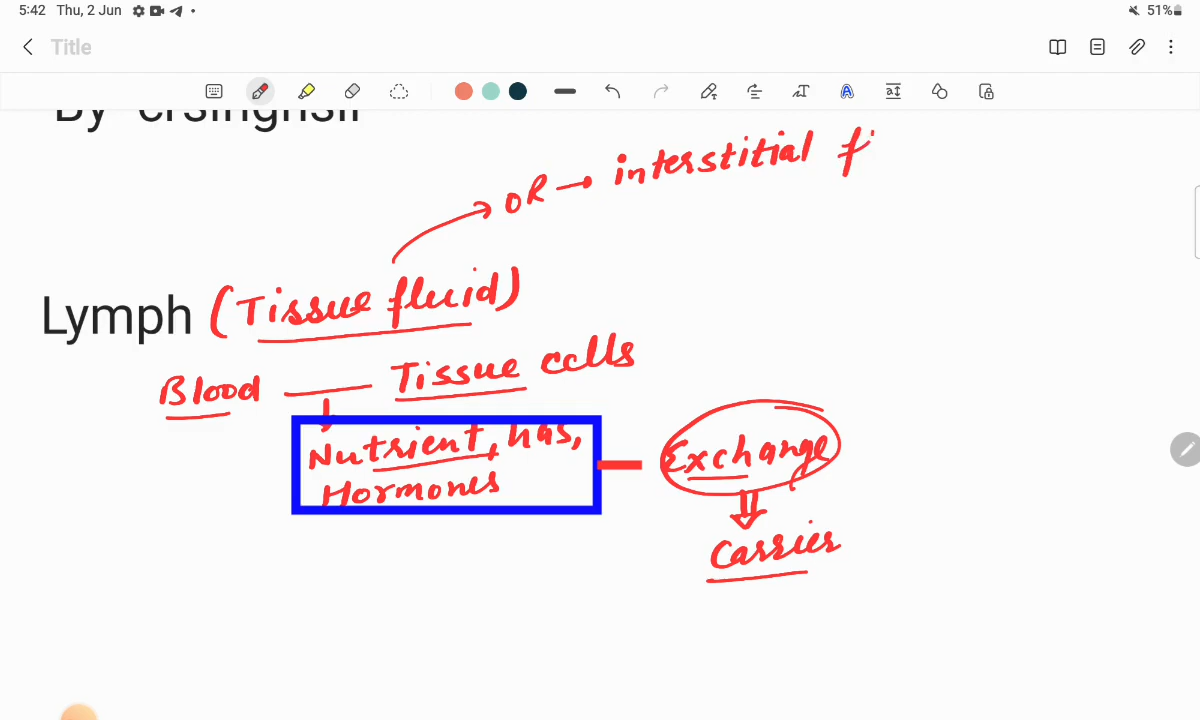 5:42 Thu, 2 Jun 51%
Title
OR → interstitial f
Lymph (Tissue fluid)
Blood — Tissue cells
Nutrient, has, Exchange
Hormones
Carrier